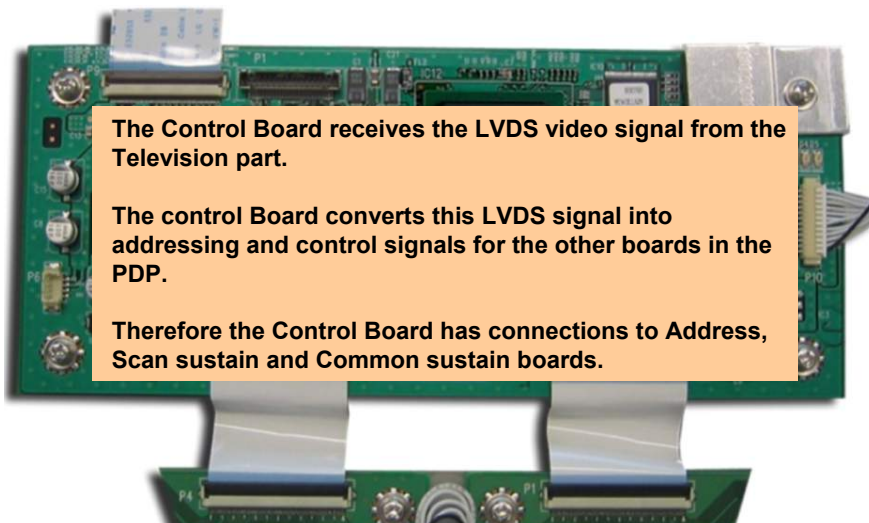 P1
IC12
The Control Board receives the LVDS video signal from the
Television part.
The control Board converts this LVDS signal into
addressing and control signals for the other boards in the
PDP.
Therefore the Control Board has connections to Address,
Scan sustain and Common sustain boards.
P6
P10
P4
P1